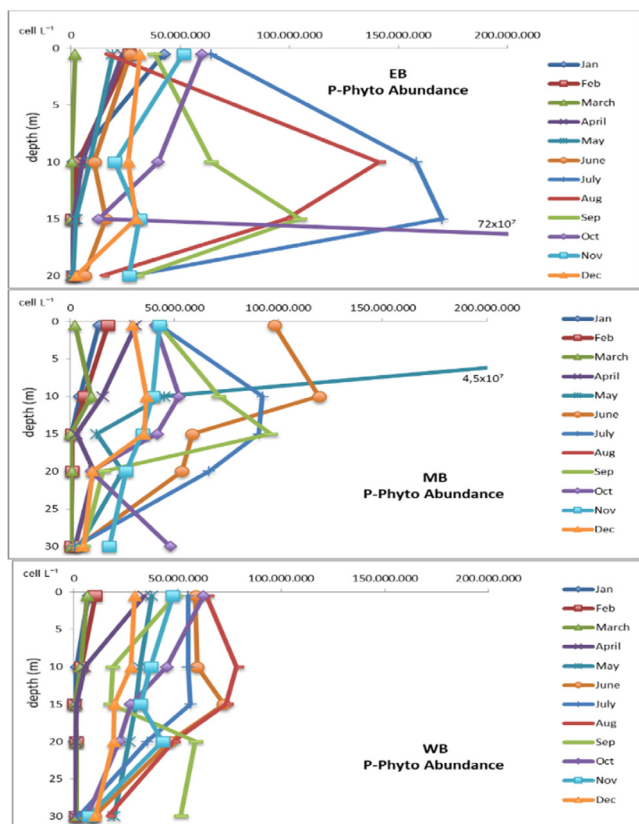 cell L⁻¹ 0 50.000.000 100.000.000 150.000.000 200.000.000
0
5
10
15
20
depth (m)
EB
P-Phyto Abundance
72x10⁷
Jan
Feb
March
April
May
June
July
Aug
Sep
Oct
Nov
Dec
cell L⁻¹ 0 50.000.000 100.000.000 150.000.000 200.000.000
0
5
10
15
20
25
30
depth (m)
4,5x10⁷
MB
P-Phyto Abundance
Jan
Feb
March
April
May
June
July
Aug
Sep
Oct
Nov
Dec
cell L⁻¹ 0 50.000.000 100.000.000 150.000.000 200.000.000
0
5
10
15
20
25
30
depth (m)
WB
P-Phyto Abundance
Jan
Feb
March
April
May
June
July
Aug
Sep
Oct
Nov
Dec